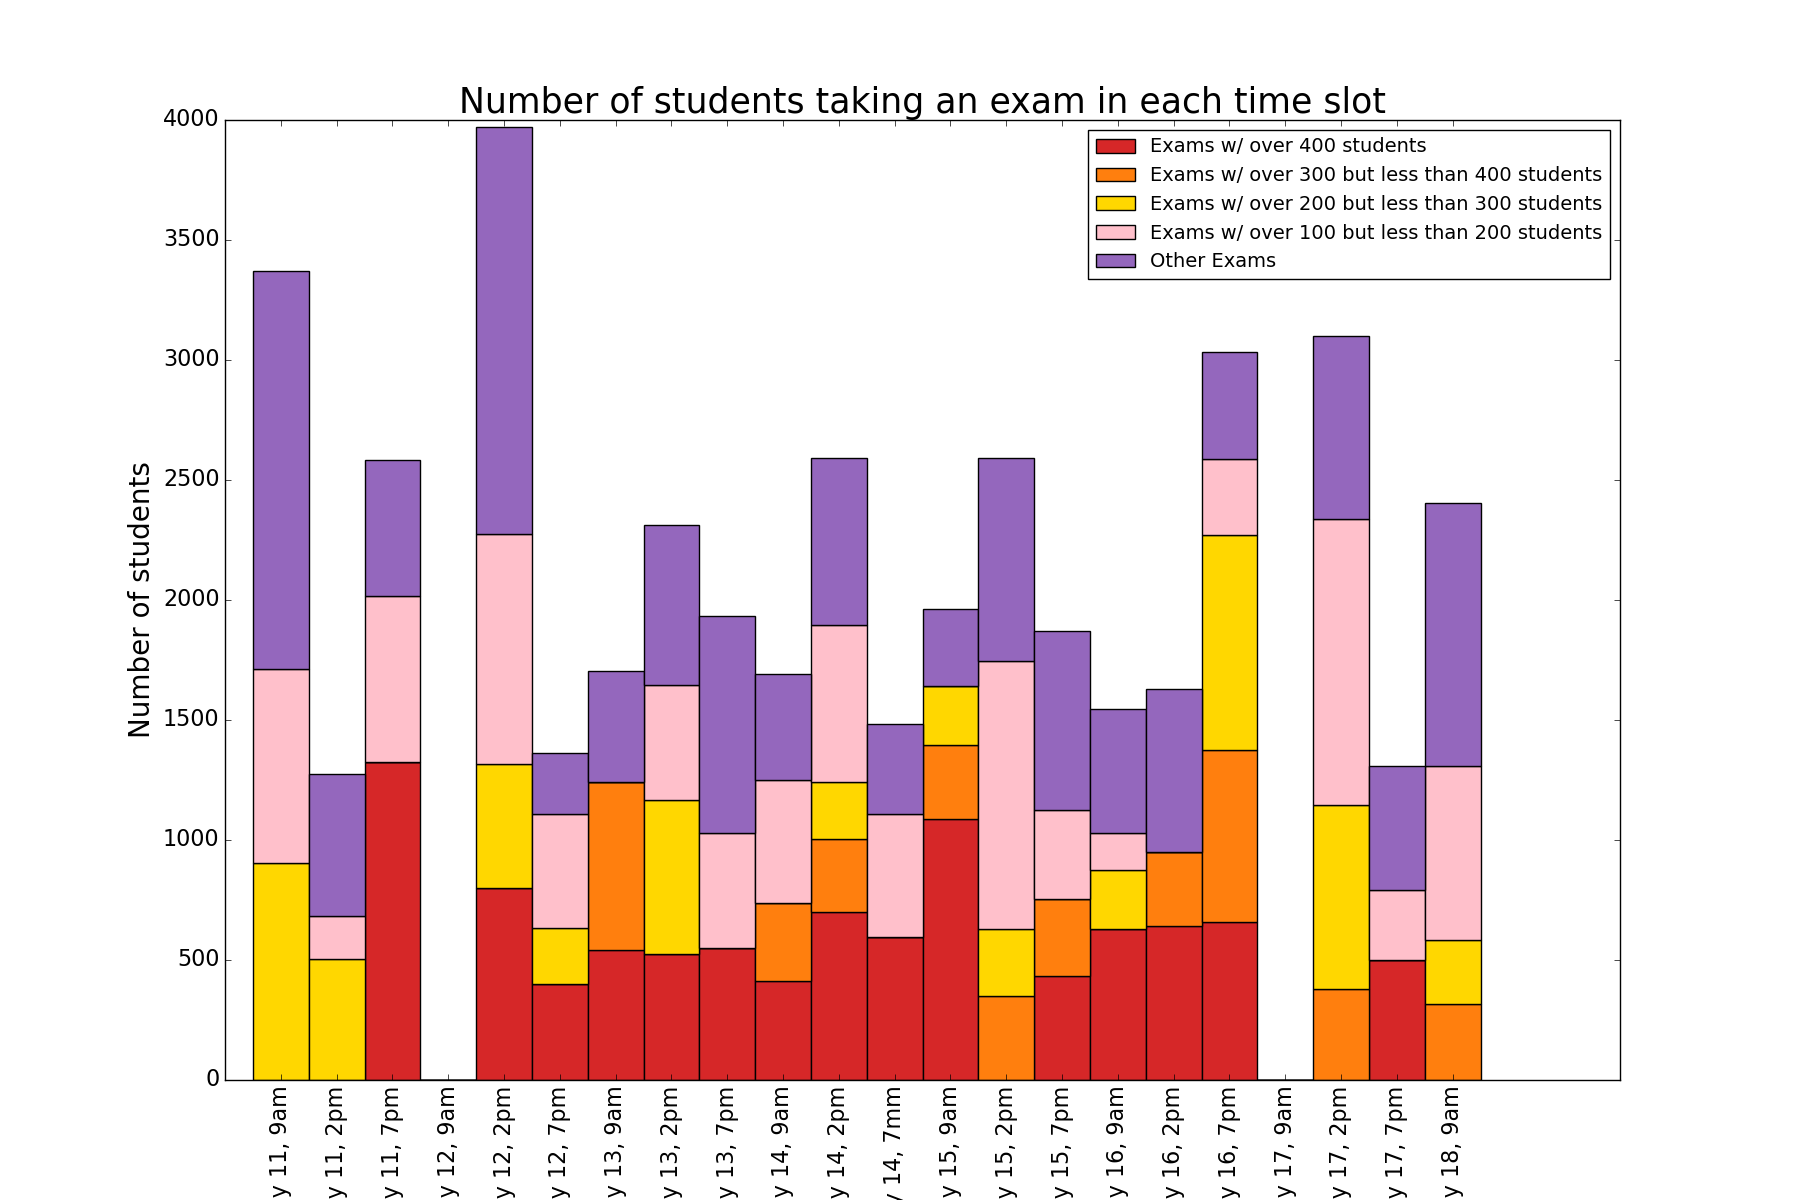 Number of students taking an exam in each time slot
Exams w/ over 400 students
Exams w/ over 300 but less than 400 students
Exams w/ over 200 but less than 300 students
Exams w/ over 100 but less than 200 students
Other Exams
Number of students
4000
3500
3000
2500
2000
1500
1000
500
0
y 11, 9am
y 11, 2pm
y 11, 7pm
y 12, 9am
y 12, 2pm
y 12, 7pm
y 13, 9am
y 13, 2pm
y 13, 7pm
y 14, 9am
y 14, 2pm
y 14, 7mm
y 15, 9am
y 15, 2pm
y 15, 7pm
y 16, 9am
y 16, 2pm
y 16, 7pm
y 17, 9am
y 17, 2pm
y 17, 7pm
y 18, 9am